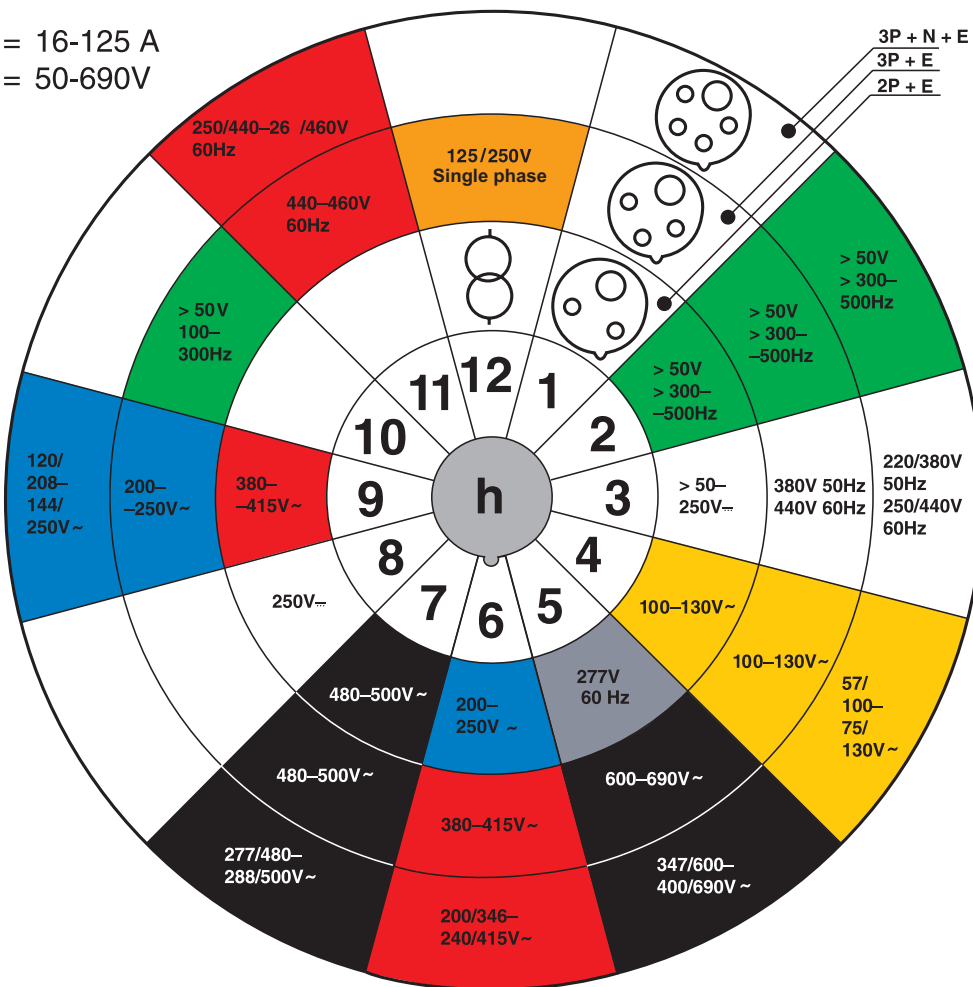 = 16-125 A
= 50-690V
3P + N + E
3P + E
2P + E
250/440–26 /460V
60Hz
440–460V
60Hz
125/250V
Single phase
> 50V
> 300–
500Hz
> 50V
> 300–
–500Hz
> 50V
> 300–
–500Hz
> 50V
100–
300Hz
12
1
2
3
4
5
6
7
8
9
10
11
h
120/
208–
144/
250V~
200–
–250V~
380–
–415V~
> 50–
250V⎓
380V 50Hz
440V 60Hz
220/380V
50Hz
250/440V
60Hz
250V⎓
100–130V~
100–130V~
57/
100–
75/
130V~
480–500V~
200–
250V ~
277V
60 Hz
480–500V~
380–415V~
600–690V~
277/480–
288/500V~
200/346–
240/415V~
347/600–
400/690V~